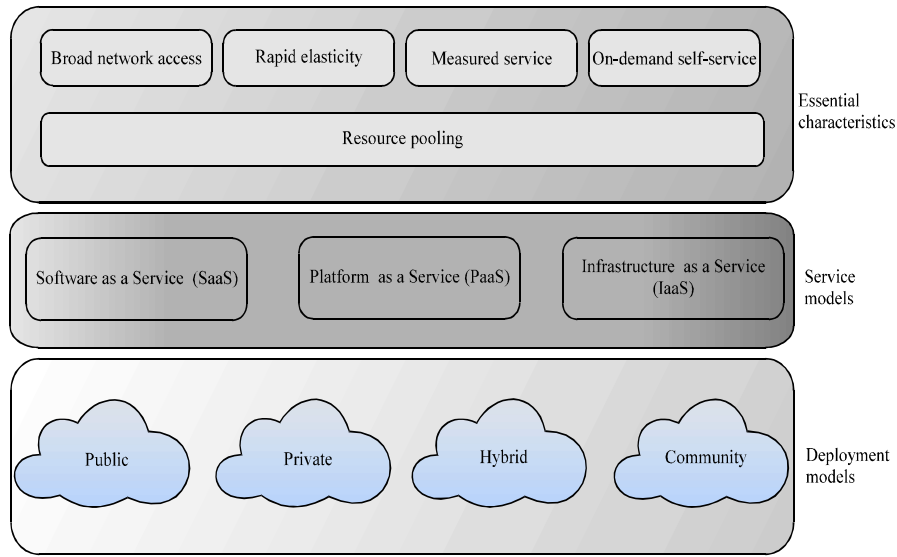 Broad network access
Rapid elasticity
Measured service
On-demand self-service
Resource pooling
Essential
characteristics
Software as a Service (SaaS)
Platform as a Service (PaaS)
Infrastructure as a Service
(IaaS)
Service
models
Public
Private
Hybrid
Community
Deployment
models